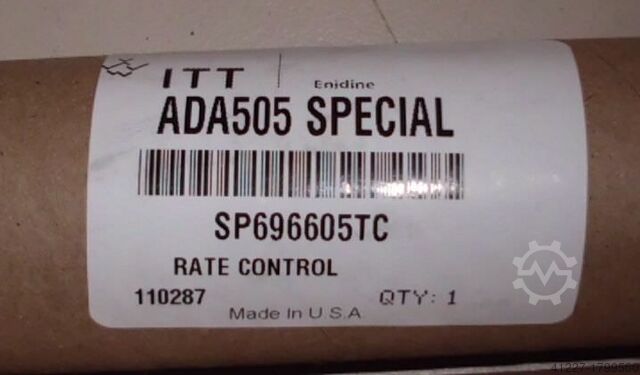 ITT Enidine
ADA505 SPECIAL
SP696605TC
RATE CONTROL
110287 QTY: 1
Made In U.S.A.